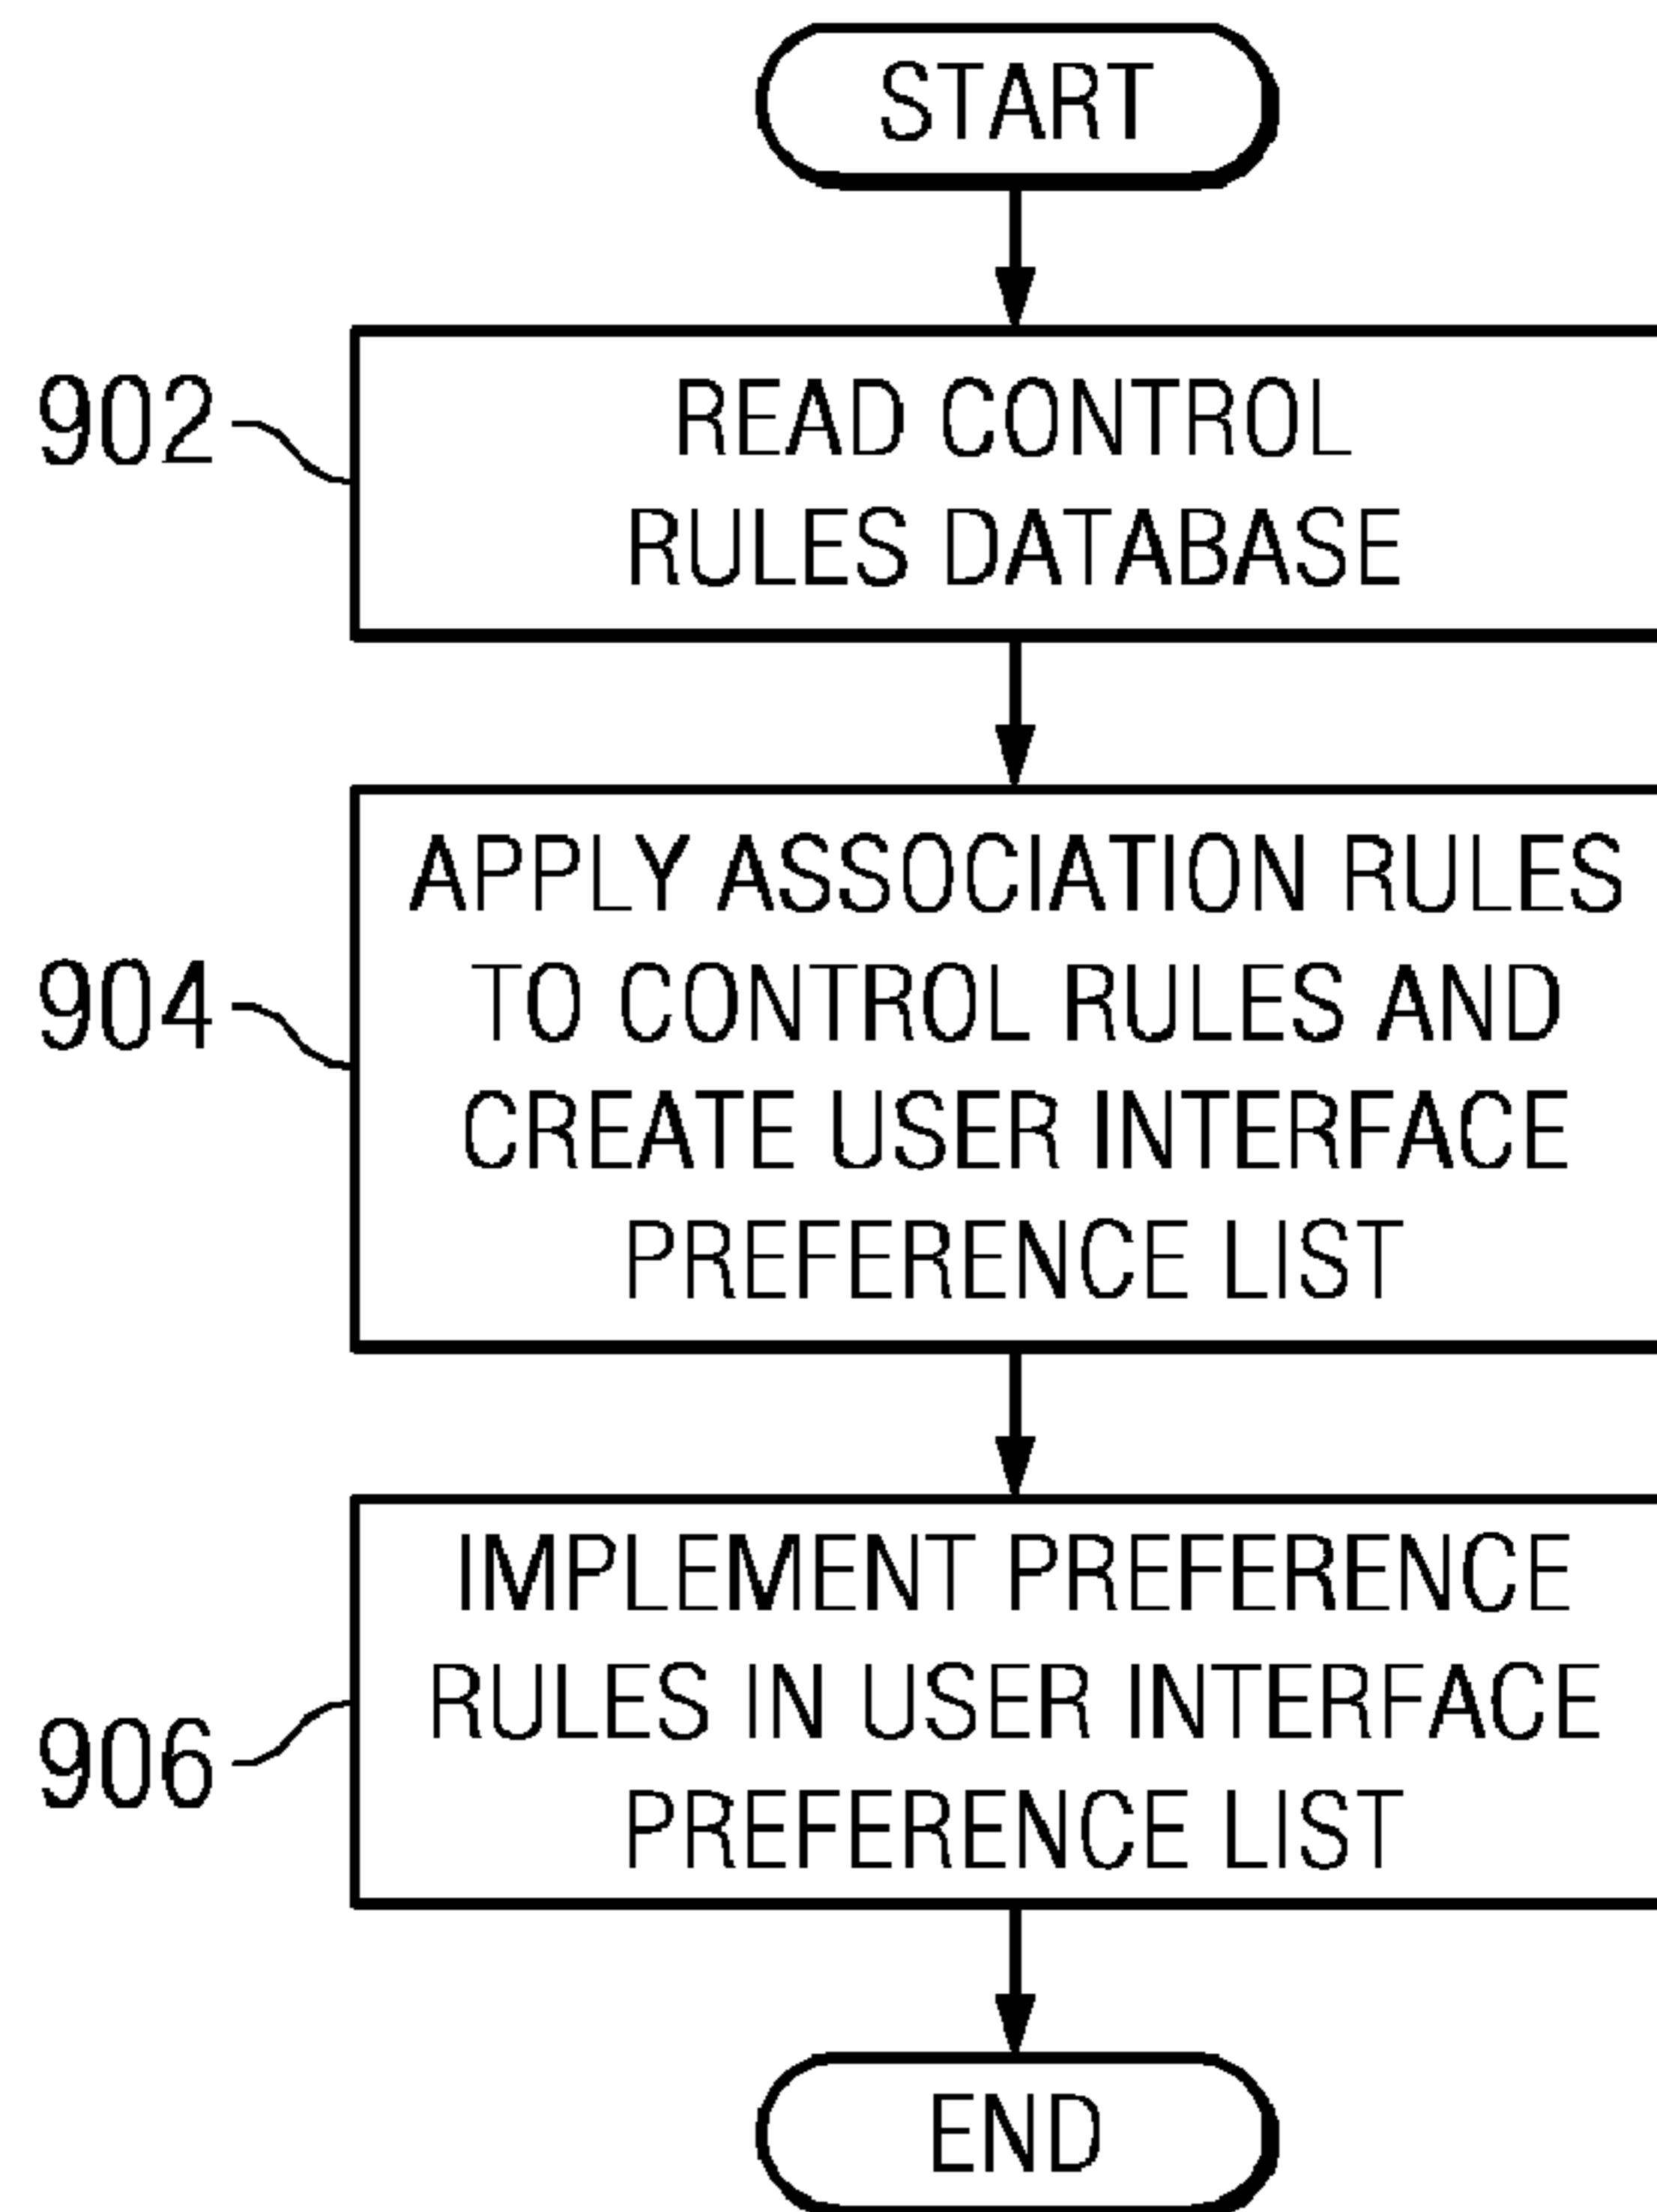 START
902
READ CONTROL
RULES DATABASE
904
APPLY ASSOCIATION RULES
TO CONTROL RULES AND
CREATE USER INTERFACE
PREFERENCE LIST
906
IMPLEMENT PREFERENCE
RULES IN USER INTERFACE
PREFERENCE LIST
END